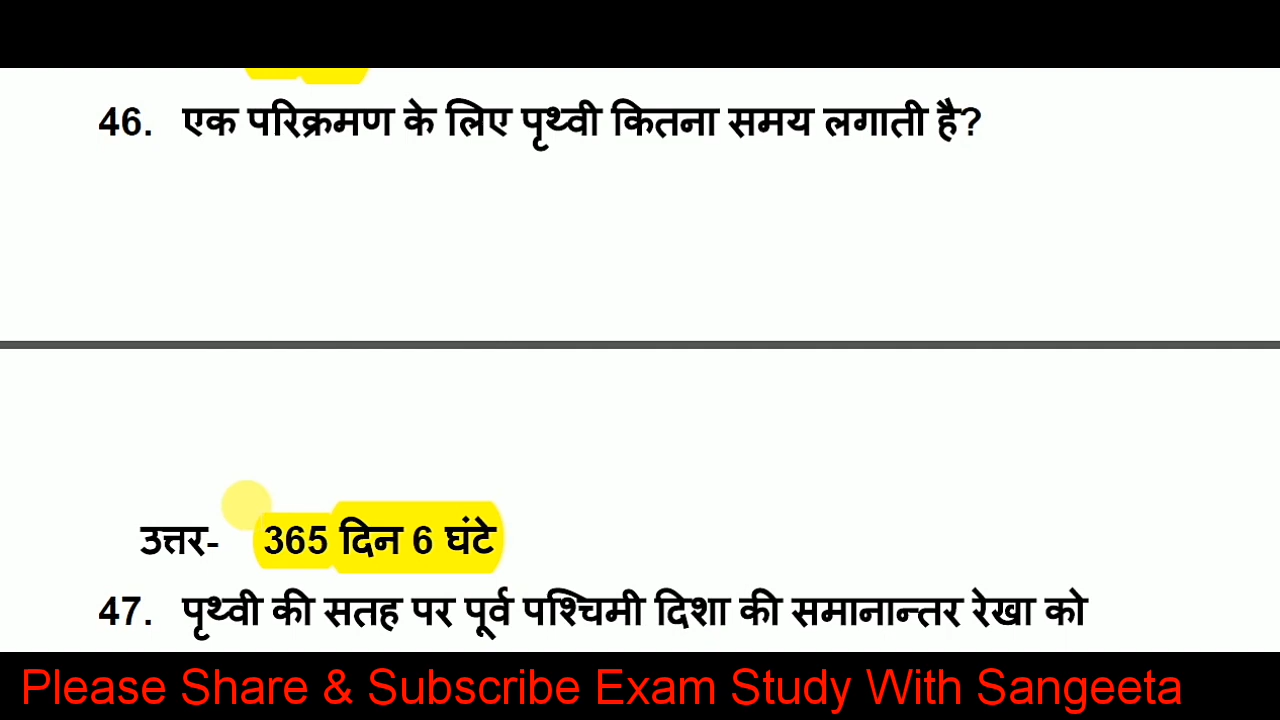 46. एक परिक्रमण के लिए पृथ्वी कितना समय लगाती है?
उत्तर- 365 दिन 6 घंटे
47. पृथ्वी की सतह पर पूर्व पश्चिमी दिशा की समानान्तर रेखा को
Please Share & Subscribe Exam Study With Sangeeta